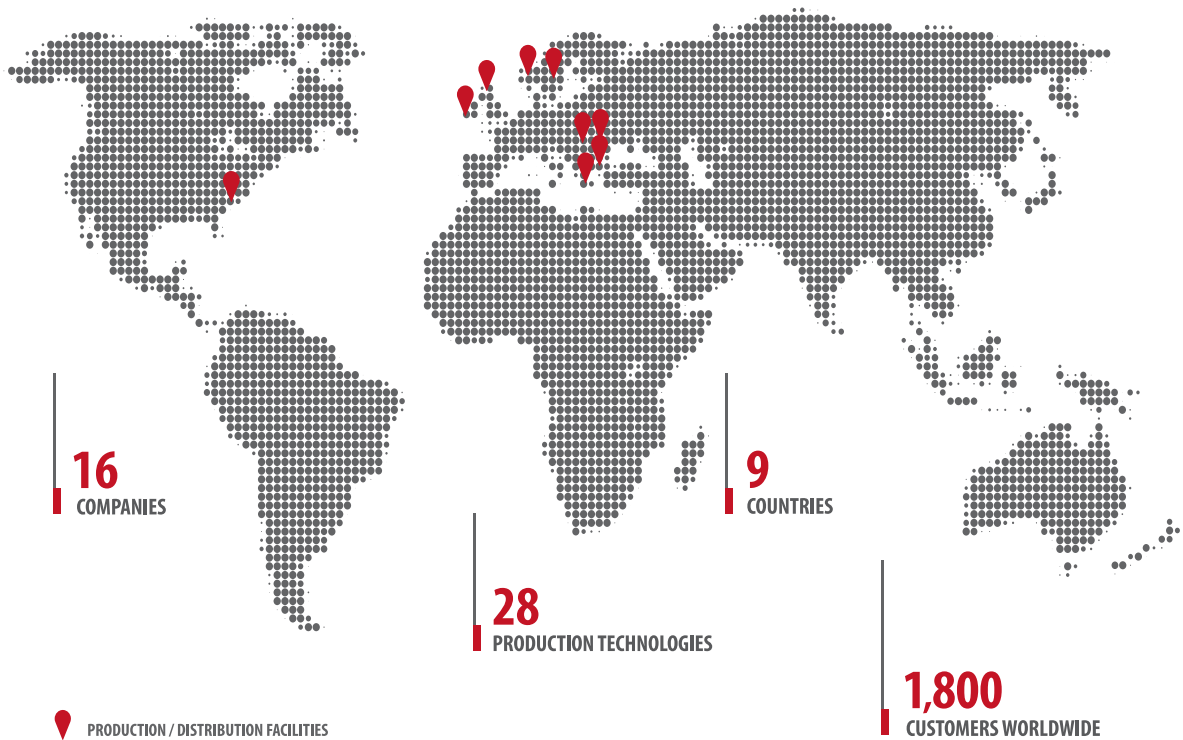 16
COMPANIES
9
COUNTRIES
28
PRODUCTION TECHNOLOGIES
1,800
CUSTOMERS WORLDWIDE
PRODUCTION / DISTRIBUTION FACILITIES